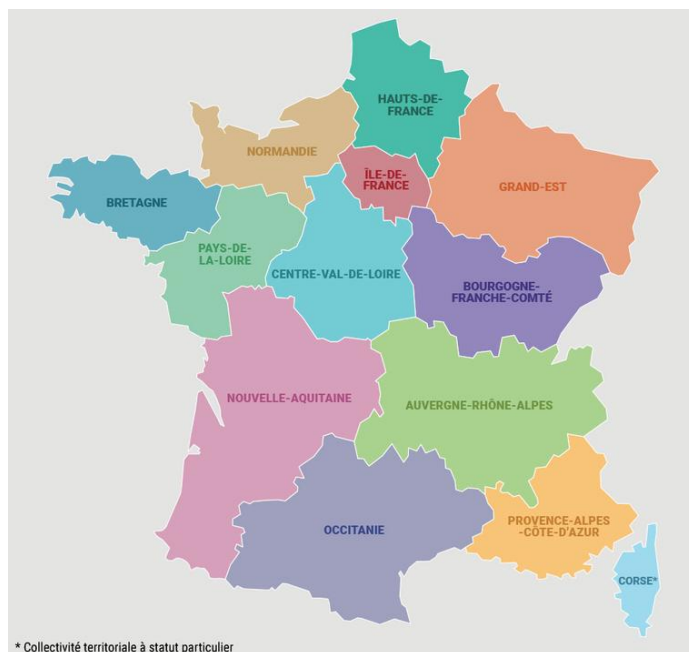 HAUTS-DE-
FRANCE
NORMANDIE
ÎLE-DE-
FRANCE
GRAND-EST
BRETAGNE
PAYS-DE-
LA-LOIRE
CENTRE-VAL-DE-LOIRE
BOURGOGNE-
FRANCHE-COMTÉ
NOUVELLE-AQUITAINE
AUVERGNE-RHÔNE-ALPES
OCCITANIE
PROVENCE-ALPES
-CÔTE-D'AZUR
CORSE*
* Collectivité territoriale à statut particulier